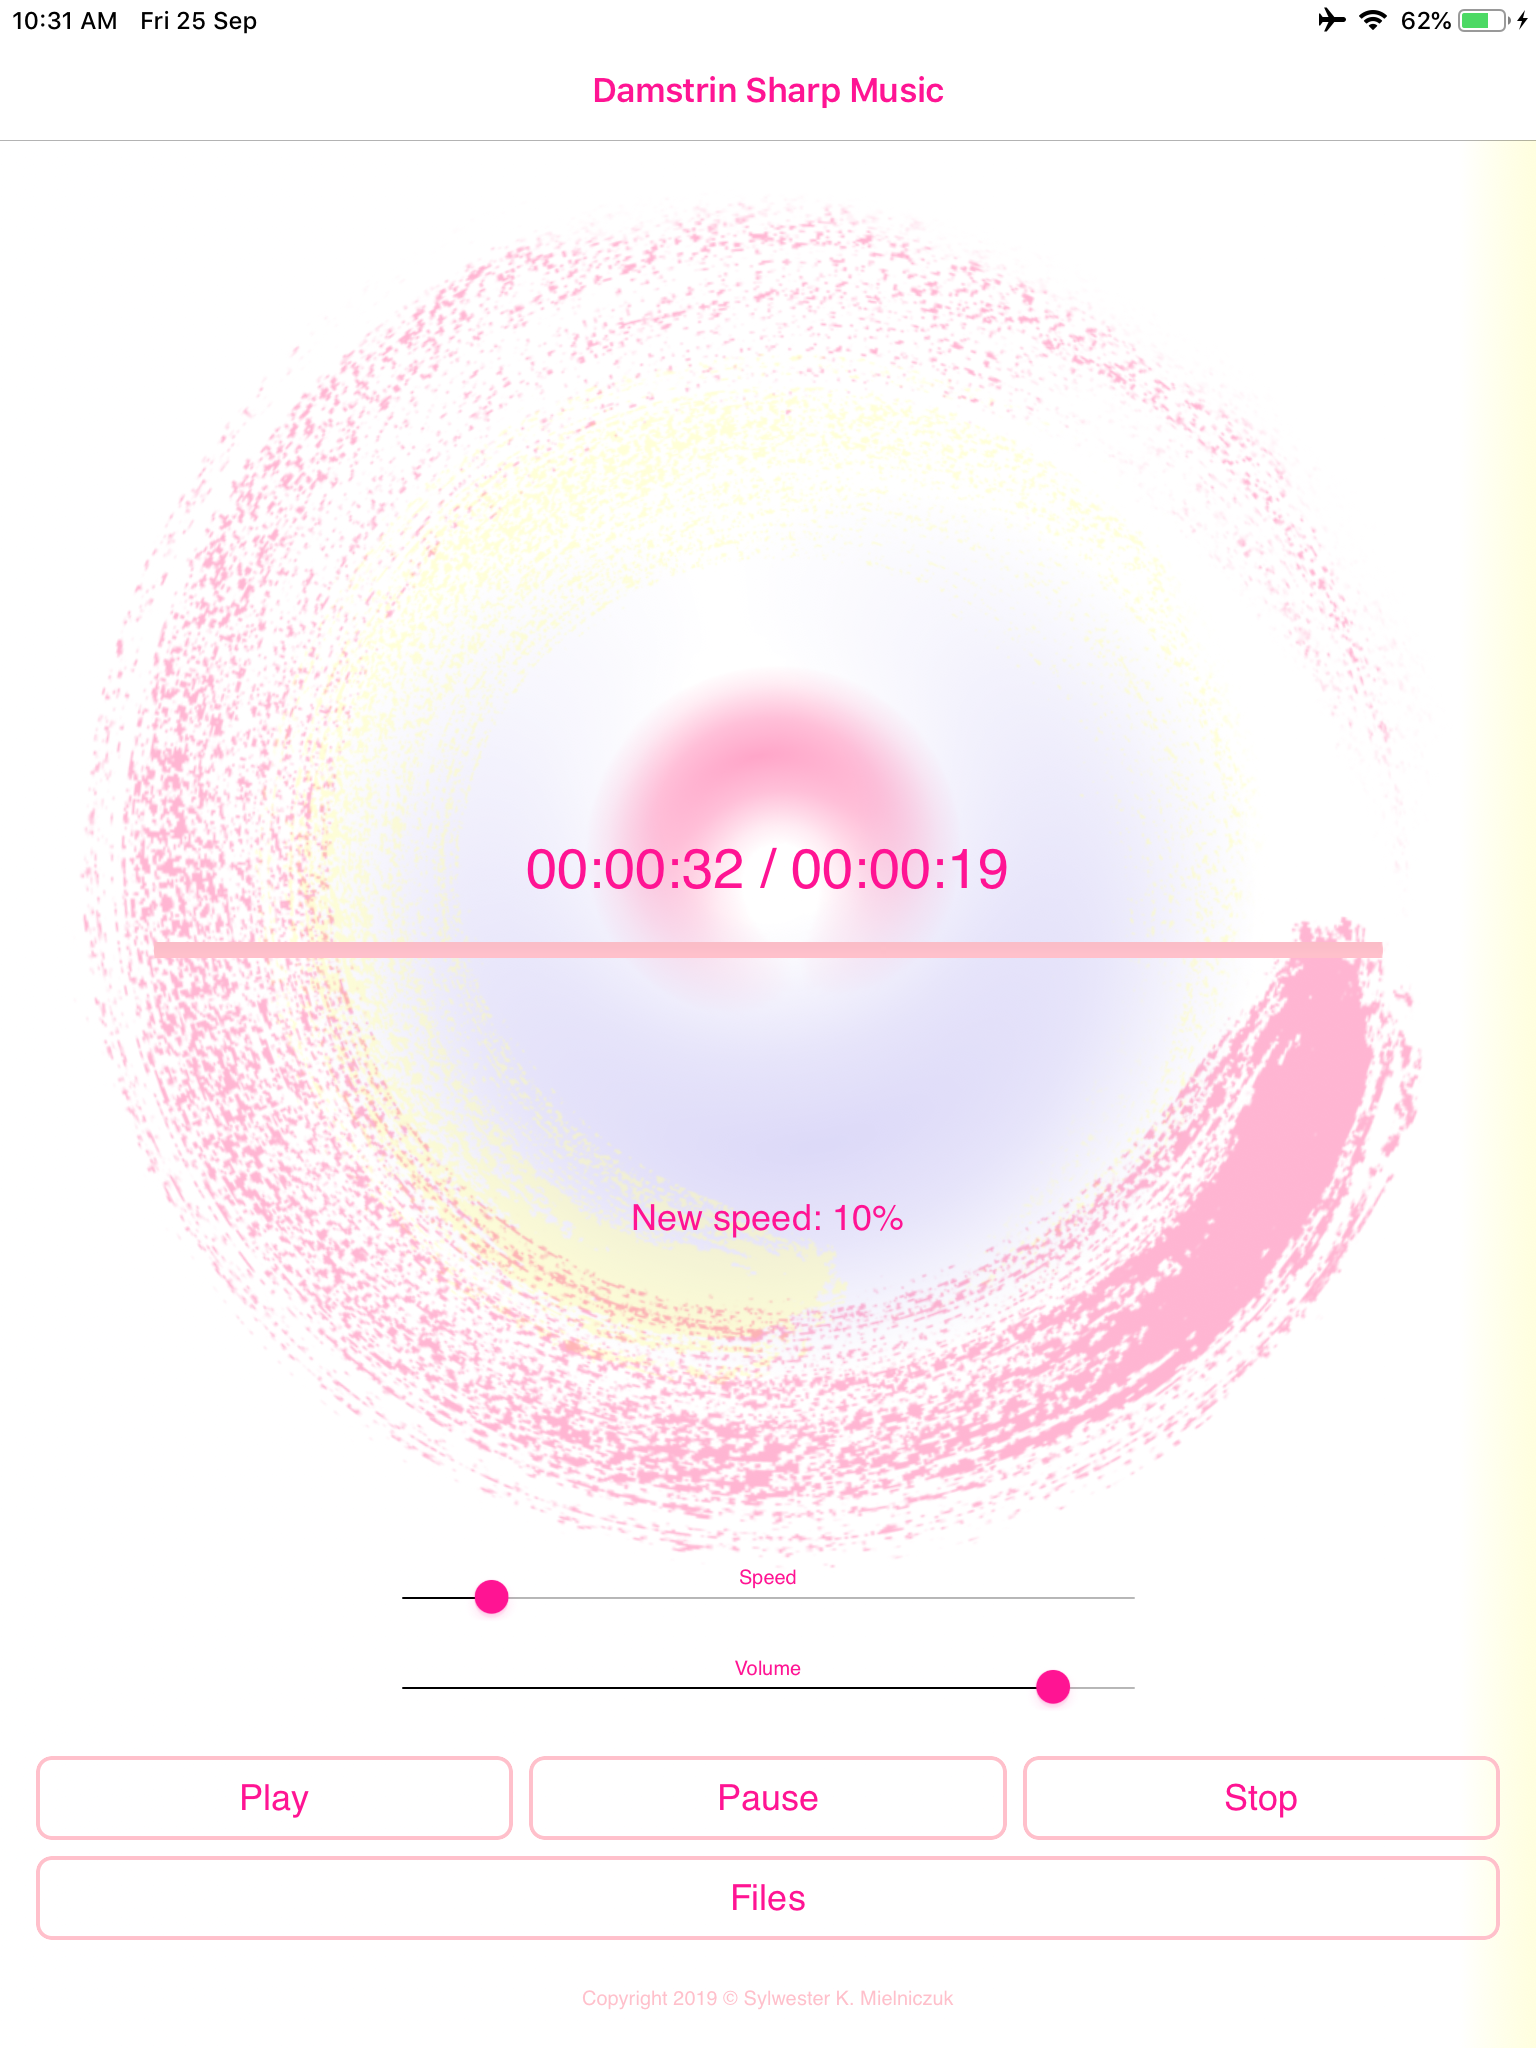 10:31 AM Fri 25 Sep 62%
Damstrin Sharp Music
00:00:32 / 00:00:19
New speed: 10%
Speed
Volume
Play Pause Stop
Files
Copyright 2019 © Sylwester K. Mielniczuk